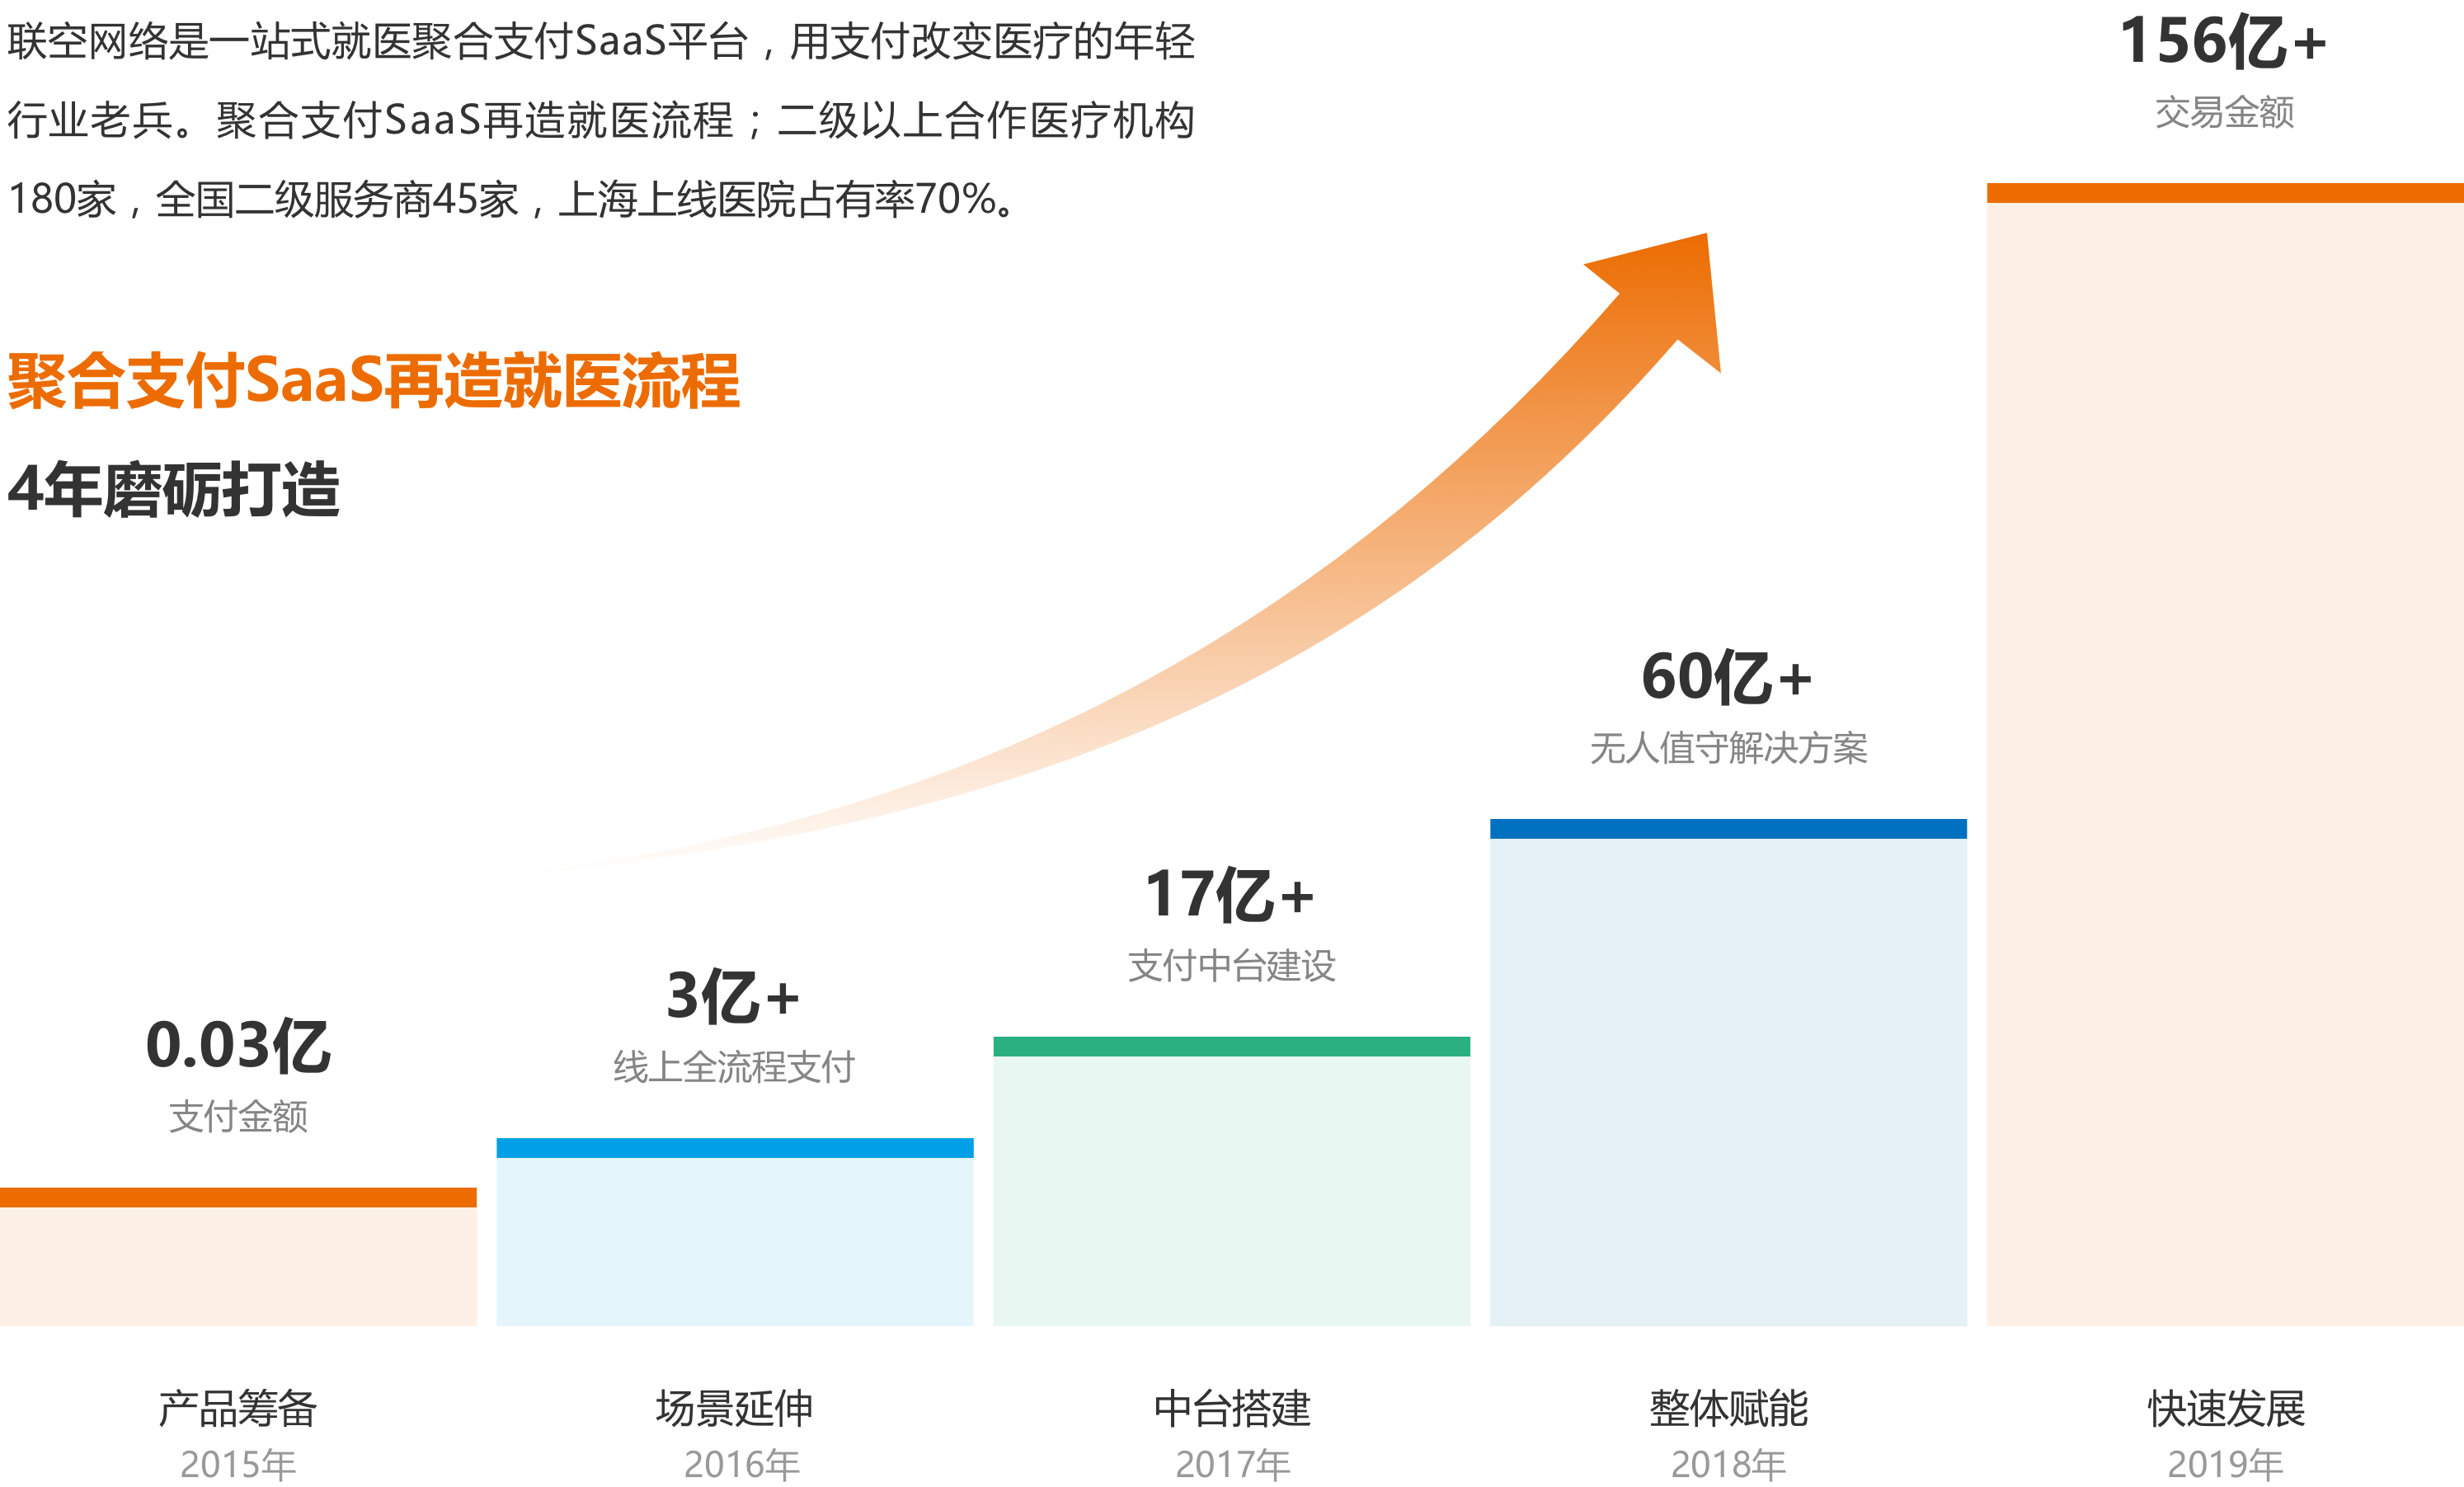 联空网络是一站式就医聚合支付SaaS平台，用支付改变医疗的年轻
行业老兵。 聚合支付SaaS再造就医流程；二级以上合作医疗机构
180家，全国二级服务商45家，上海上线医院占有率70%。
聚合支付SaaS再造就医流程
4年磨砺打造
156亿+
交易金额
60亿+
无人值守解决方案
17亿+
支付中台建设
3亿+
线上全流程支付
0.03亿
支付金额
产品筹备
2015年
场景延伸
2016年
中台搭建
2017年
整体赋能
2018年
快速发展
2019年